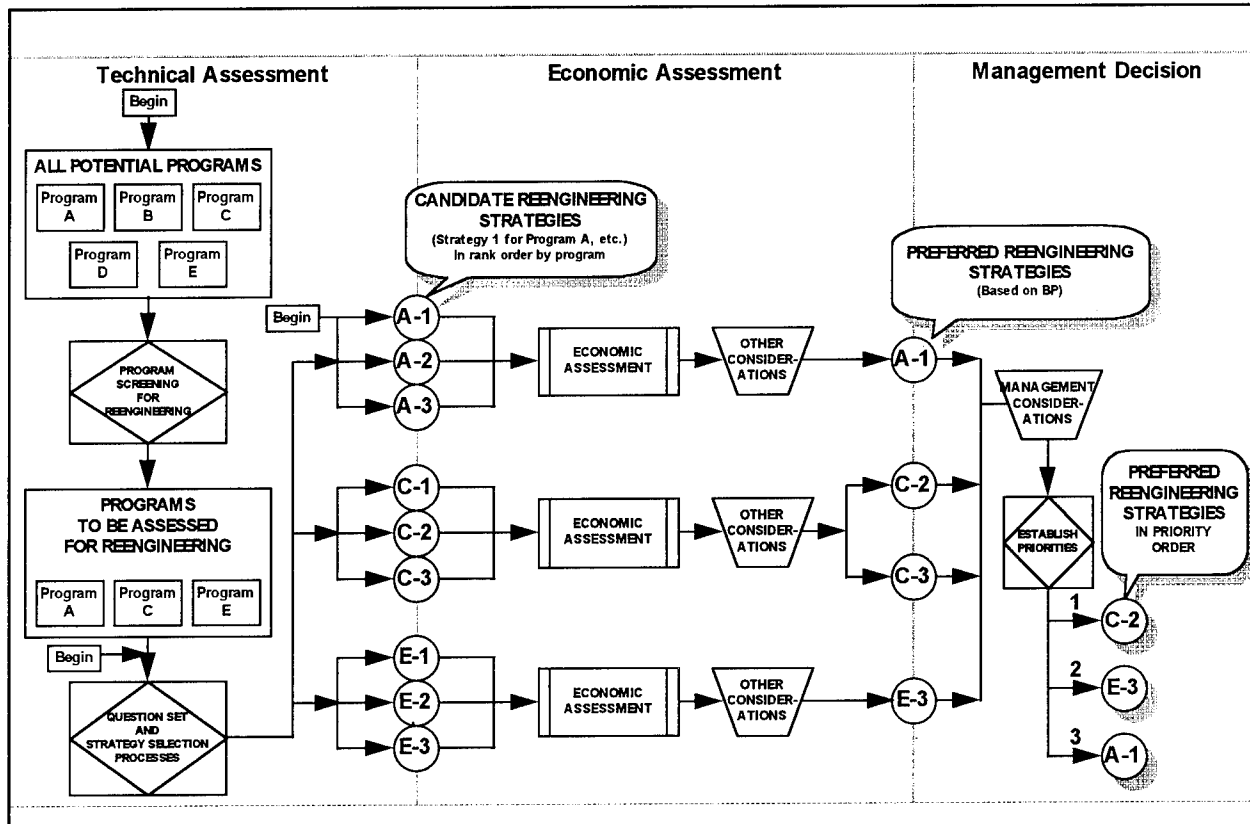 Technical Assessment
Economic Assessment
Management Decision
Begin
ALL POTENTIAL PROGRAMS
Program
A
Program
B
Program
C
Program
D
Program
E
PROGRAM
SCREENING
FOR
REENGINEERING
PROGRAMS
TO BE ASSESSED
FOR REENGINEERING
Program
A
Program
C
Program
E
Begin
QUESTION SET
AND
STRATEGY SELECTION
PROCESSES
CANDIDATE REENGINEERING
STRATEGIES
(Strategy 1 for Program A, etc.)
In rank order by program
Begin
A-1
A-2
A-3
C-1
C-2
C-3
E-1
E-2
E-3
ECONOMIC
ASSESSMENT
OTHER
CONSIDER-
ATIONS
ECONOMIC
ASSESSMENT
OTHER
CONSIDER-
ATIONS
ECONOMIC
ASSESSMENT
OTHER
CONSIDER-
ATIONS
PREFERRED REENGINEERING
STRATEGIES
(Based on BP)
A-1
C-2
C-3
E-3
MANAGEMENT
CONSIDER-
ATIONS
ESTABLISH
PRIORITIES
PREFERRED
REENGINEERING
STRATEGIES
IN PRIORITY
ORDER
1
C-2
2
E-3
3
A-1